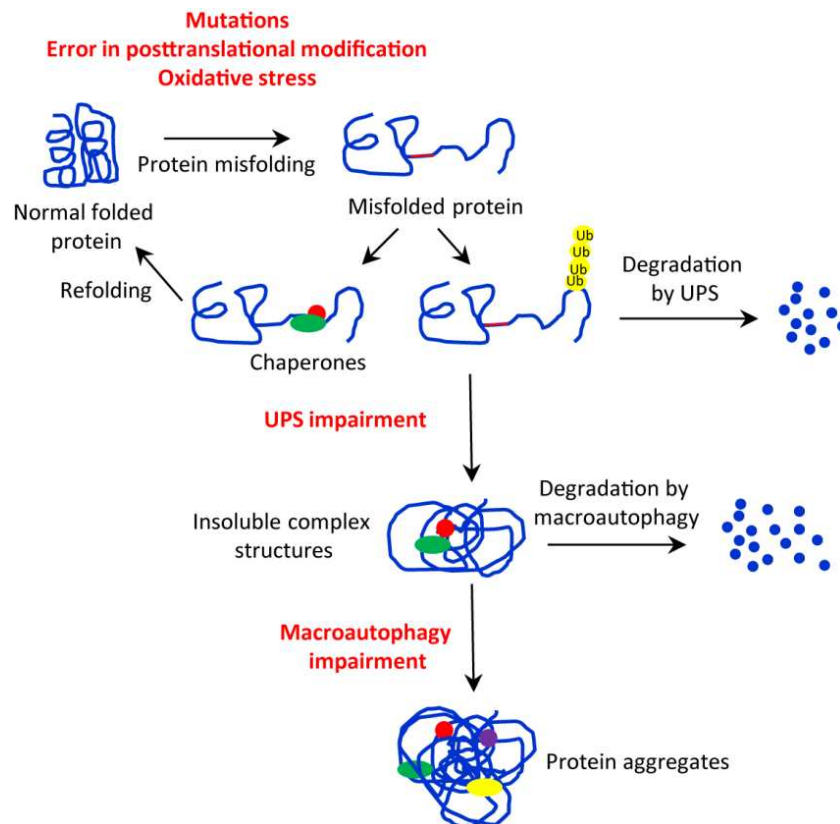 Mutations
Error in posttranslational modification
Oxidative stress
Protein misfolding
Normal folded
protein
Misfolded protein
Refolding
Chaperones
Ub
Ub
Ub
Ub
Degradation
by UPS
UPS impairment
Insoluble complex
structures
Degradation by
macroautophagy
Macroautophagy
impairment
Protein aggregates